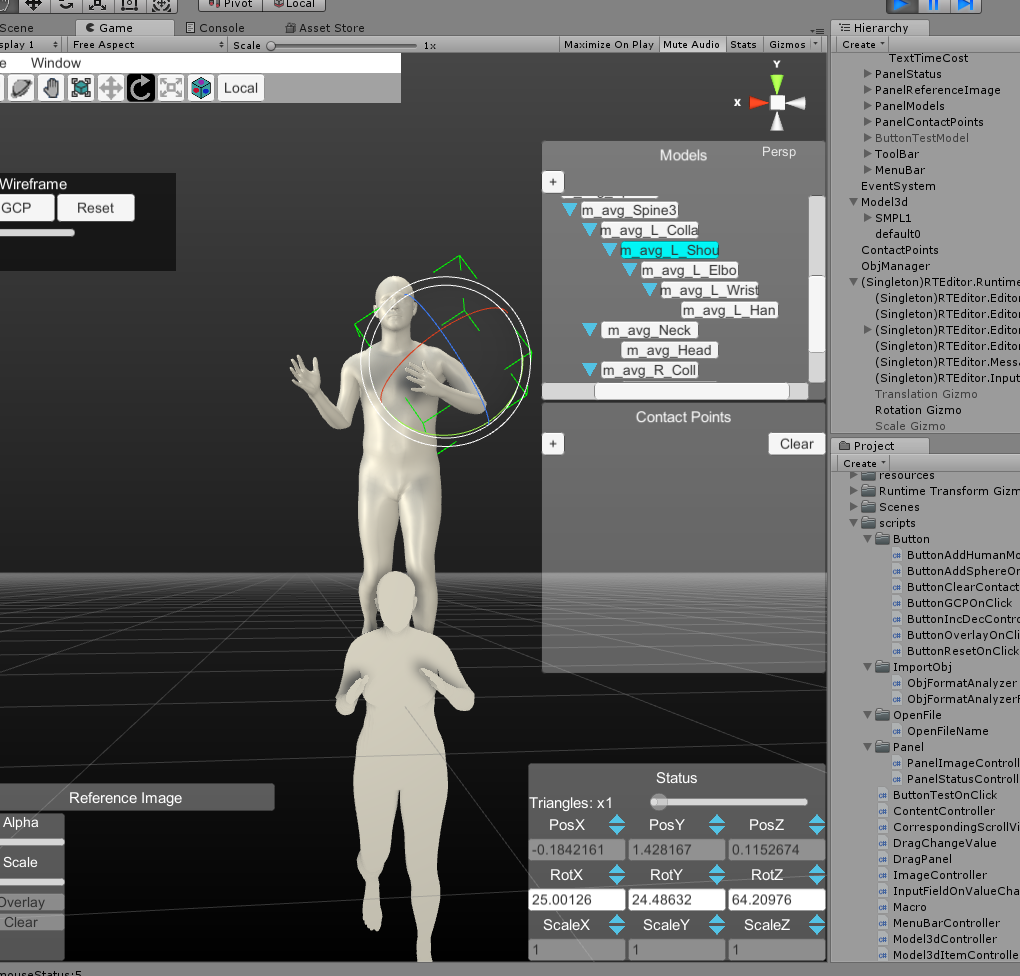 Pivot Local
Scene Game Console Asset Store
splay 1 Free Aspect Scale 1x Maximize On Play Mute Audio Stats Gizmos
e Window
Local
Y
X
Persp
Wireframe
GCP Reset
Models
+
m_avg_Spine3
m_avg_L_Colla
m_avg_L_Shou
m_avg_L_Elbo
m_avg_L_Wrist
m_avg_L_Han
m_avg_Neck
m_avg_Head
m_avg_R_Coll
Contact Points
+ Clear
Reference Image
Alpha
Scale
Overlay
Clear
Status
Triangles: x1
PosX PosY PosZ
-0.1842161 1.428167 0.1152674
RotX RotY RotZ
25.00126 24.48632 64.20976
ScaleX ScaleY ScaleZ
1 1 1
mouseStatus:5
Hierarchy
Create
TextTimeCost
PanelStatus
PanelReferenceImage
PanelModels
PanelContactPoints
ButtonTestModel
ToolBar
MenuBar
EventSystem
Model3d
SMPL1
default0
ContactPoints
ObjManager
(Singleton)RTEditor.Runtime
(Singleton)RTEditor.Editor
(Singleton)RTEditor.Editor
(Singleton)RTEditor.Editor
(Singleton)RTEditor.Editor
(Singleton)RTEditor.Messa
(Singleton)RTEditor.Input
Translation Gizmo
Rotation Gizmo
Scale Gizmo
Project
Create
resources
Runtime Transform Gizm
Scenes
scripts
Button
ButtonAddHumanMo
ButtonAddSphereOn
ButtonClearContact
ButtonGCPOnClick
ButtonIncDecContro
ButtonOverlayOnCli
ButtonResetOnClick
ImportObj
ObjFormatAnalyzer
ObjFormatAnalyzerF
OpenFile
OpenFileName
Panel
PanelImageControll
PanelStatusControll
ButtonTestOnClick
ContentController
CorrespondingScrollVi
DragChangeValue
DragPanel
ImageController
InputFieldOnValueCha
Macro
MenuBarController
Model3dController
Model3dItemControlle